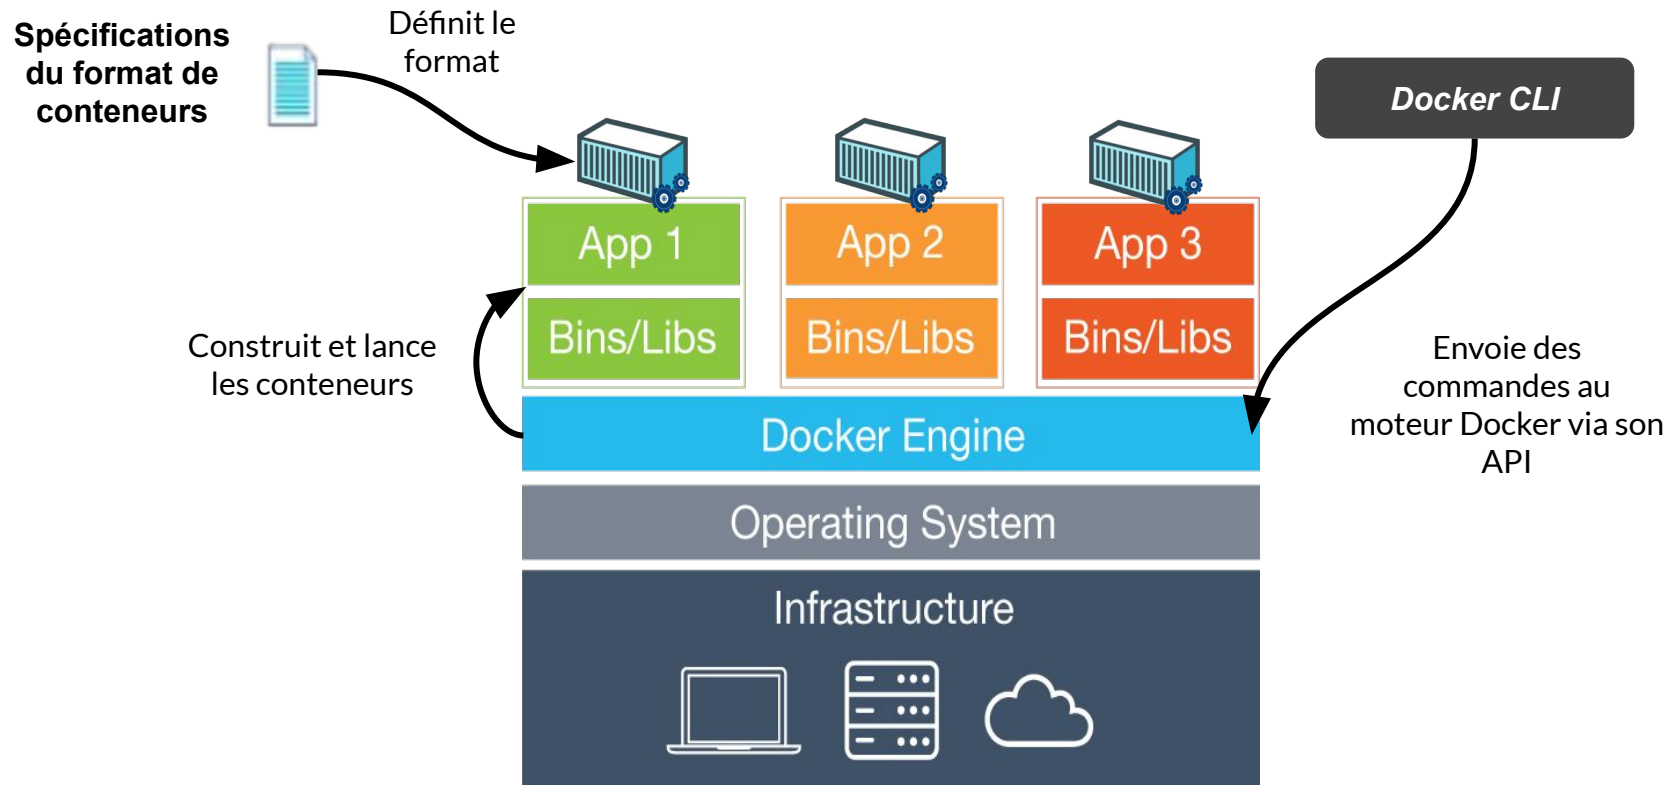 Spécifications
du format de
conteneurs
Définit le
format
Docker CLI
App 1
App 2
App 3
Bins/Libs
Bins/Libs
Bins/Libs
Construit et lance
les conteneurs
Envoie des
commandes au
moteur Docker via son
API
Docker Engine
Operating System
Infrastructure